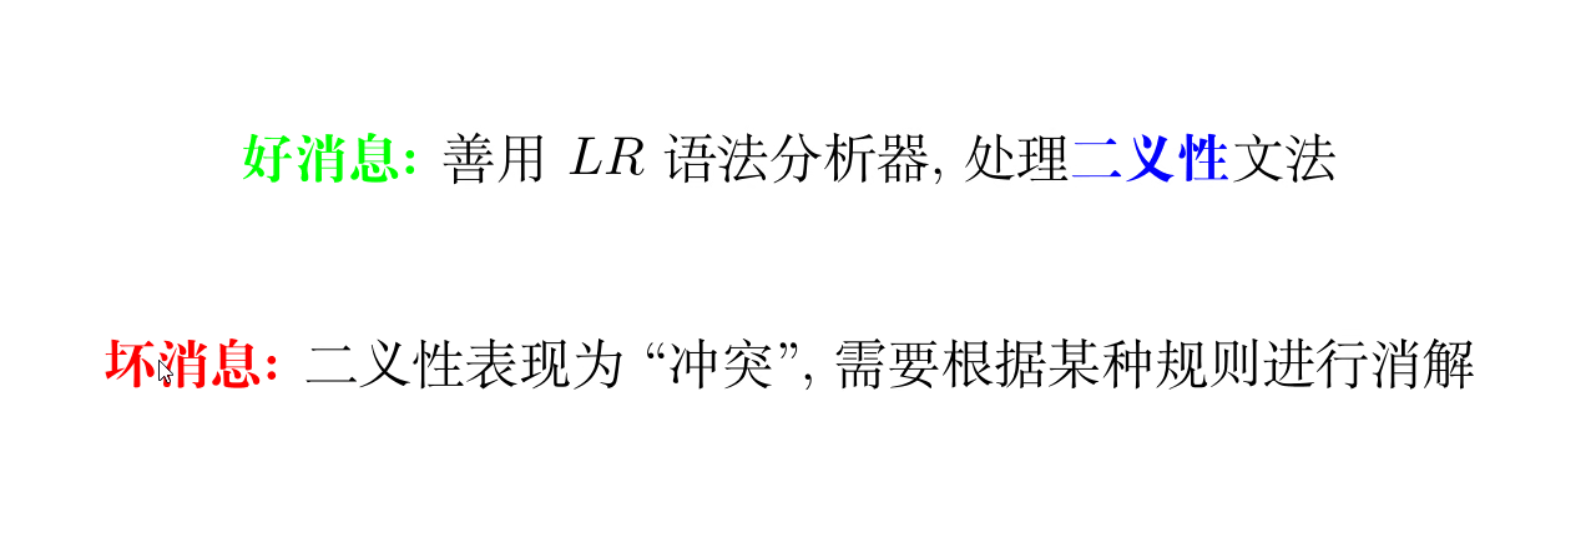 好消息: 善用 LR 语法分析器, 处理二义性文法
坏消息: 二义性表现为 “冲突”, 需要根据某种规则进行消解